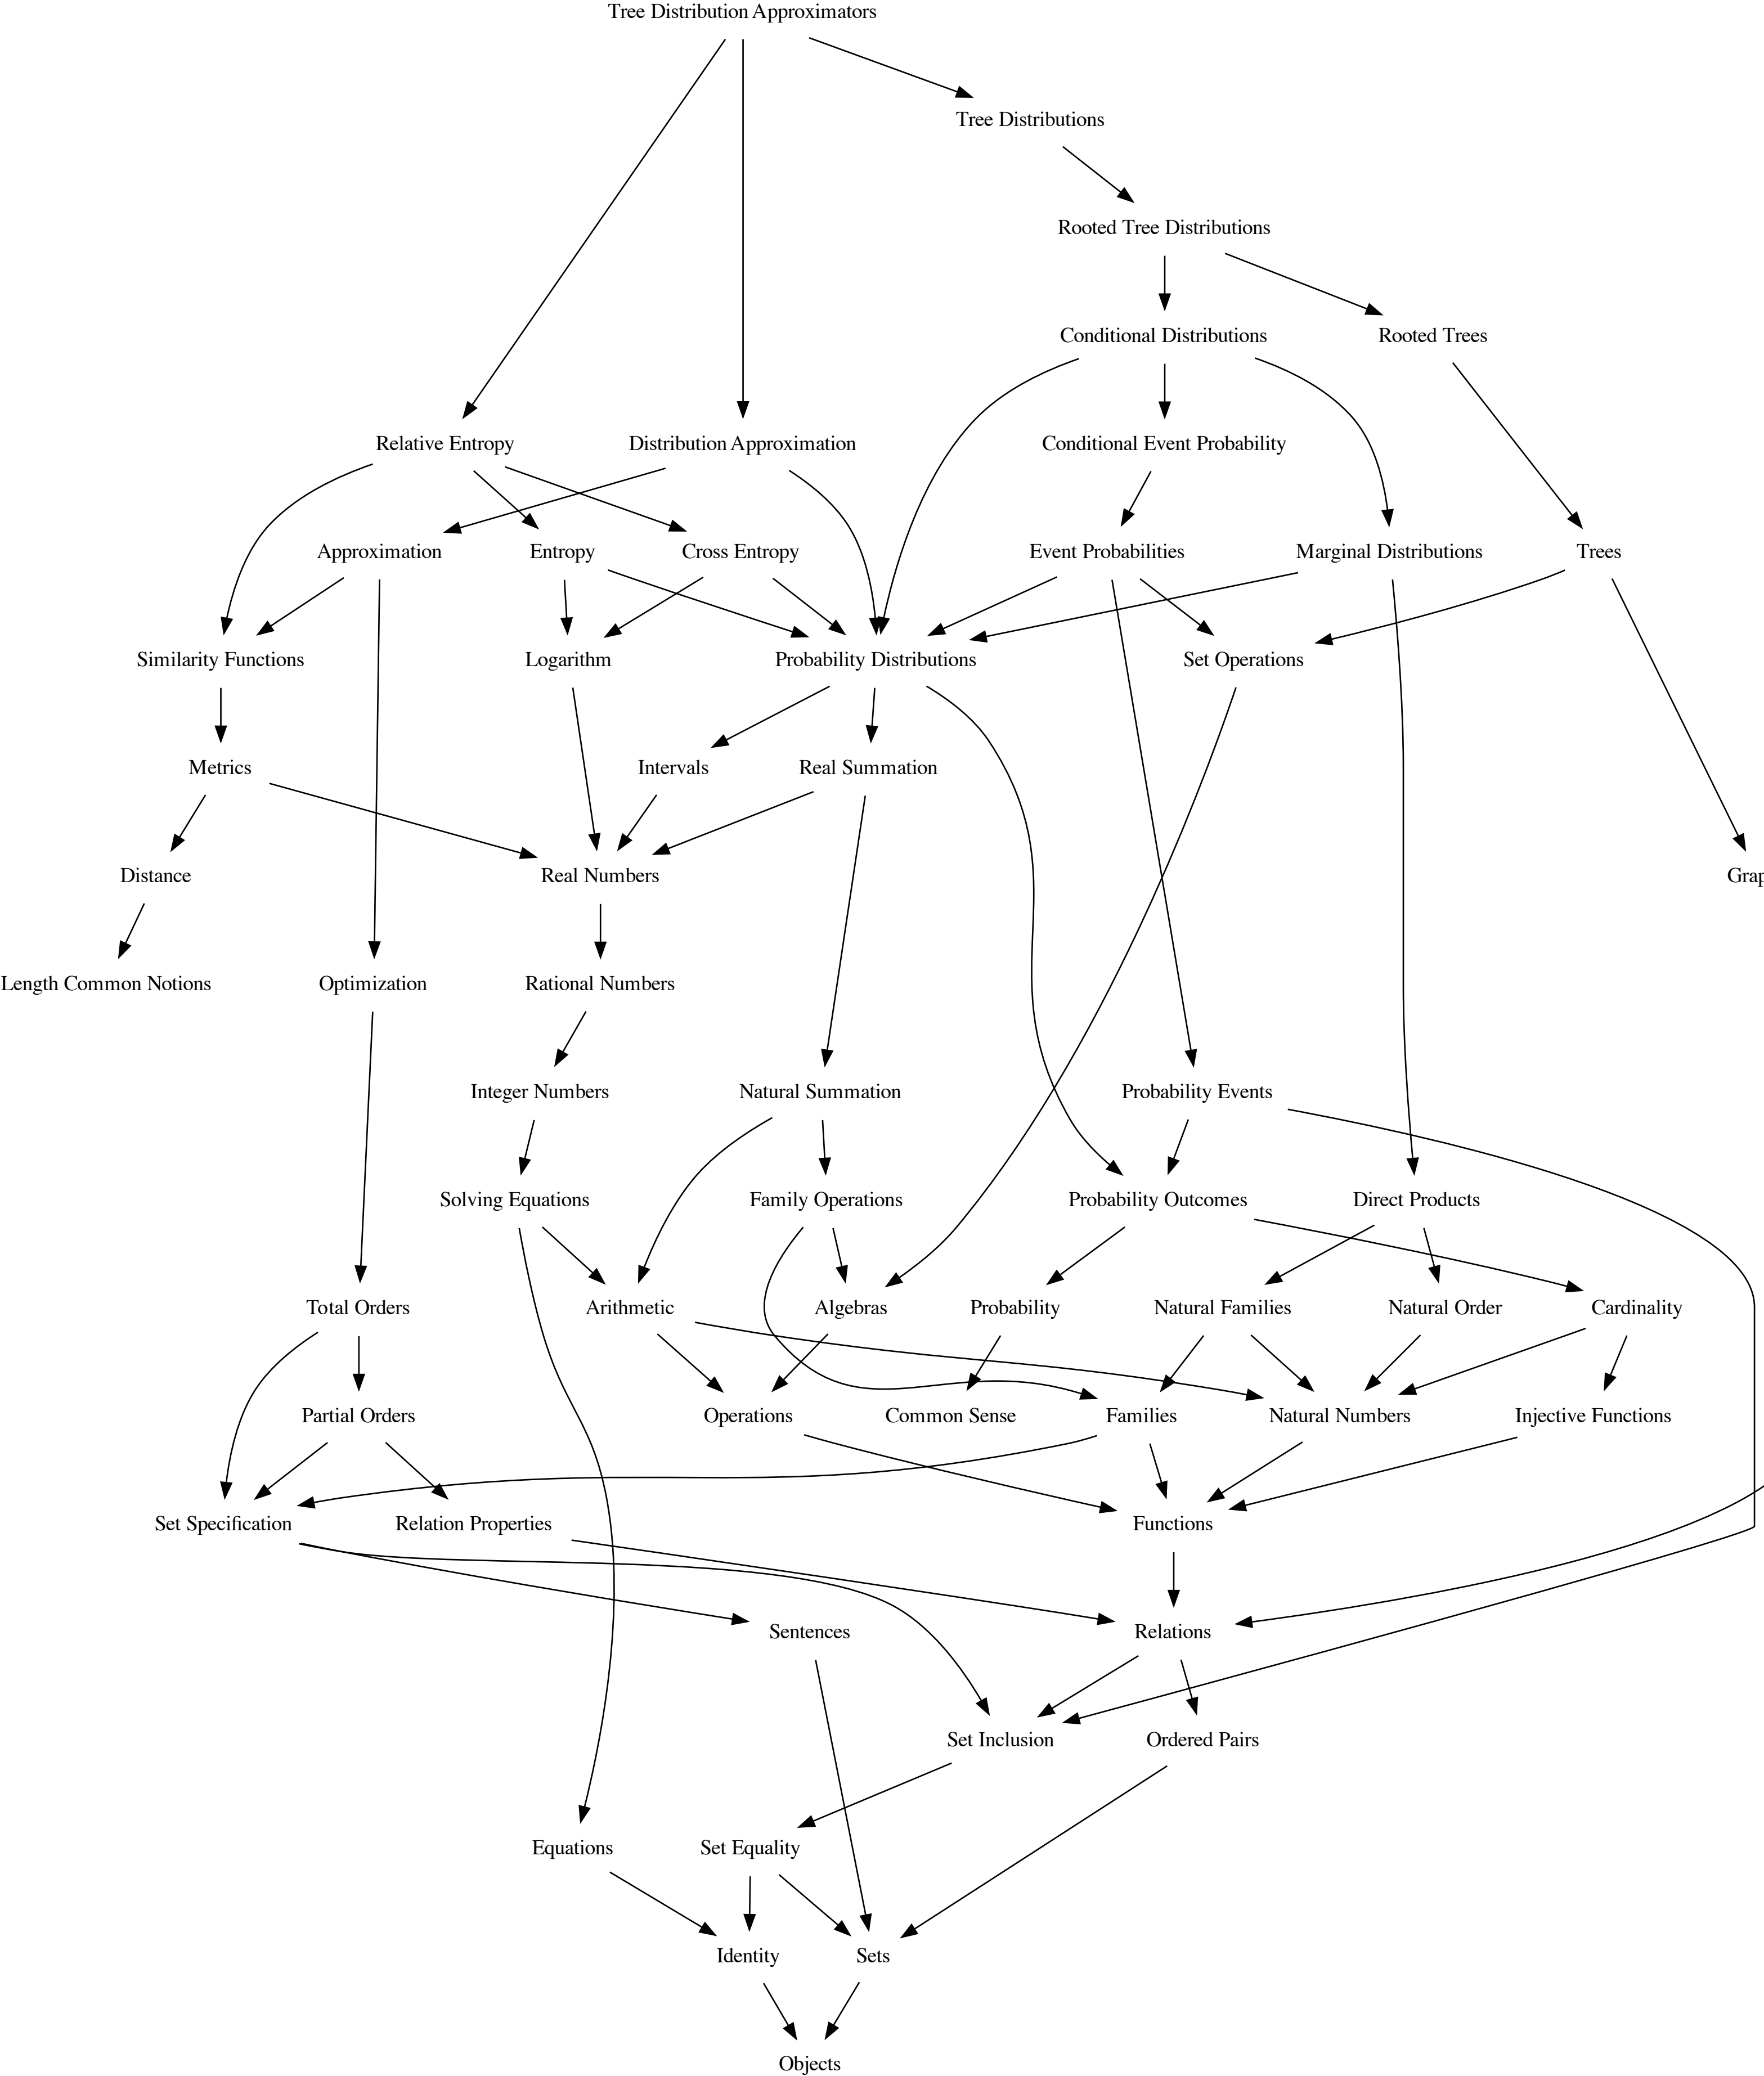 Tree Distribution Approximators
Tree Distributions
Rooted Tree Distributions
Conditional Distributions
Rooted Trees
Relative Entropy
Distribution Approximation
Conditional Event Probability
Approximation
Entropy
Cross Entropy
Event Probabilities
Marginal Distributions
Trees
Similarity Functions
Logarithm
Probability Distributions
Set Operations
Metrics
Intervals
Real Summation
Distance
Real Numbers
Grap
Length Common Notions
Optimization
Rational Numbers
Integer Numbers
Natural Summation
Probability Events
Solving Equations
Family Operations
Probability Outcomes
Direct Products
Total Orders
Arithmetic
Algebras
Probability
Natural Families
Natural Order
Cardinality
Partial Orders
Operations
Common Sense
Families
Natural Numbers
Injective Functions
Set Specification
Relation Properties
Functions
Sentences
Relations
Set Inclusion
Ordered Pairs
Equations
Set Equality
Identity
Sets
Objects